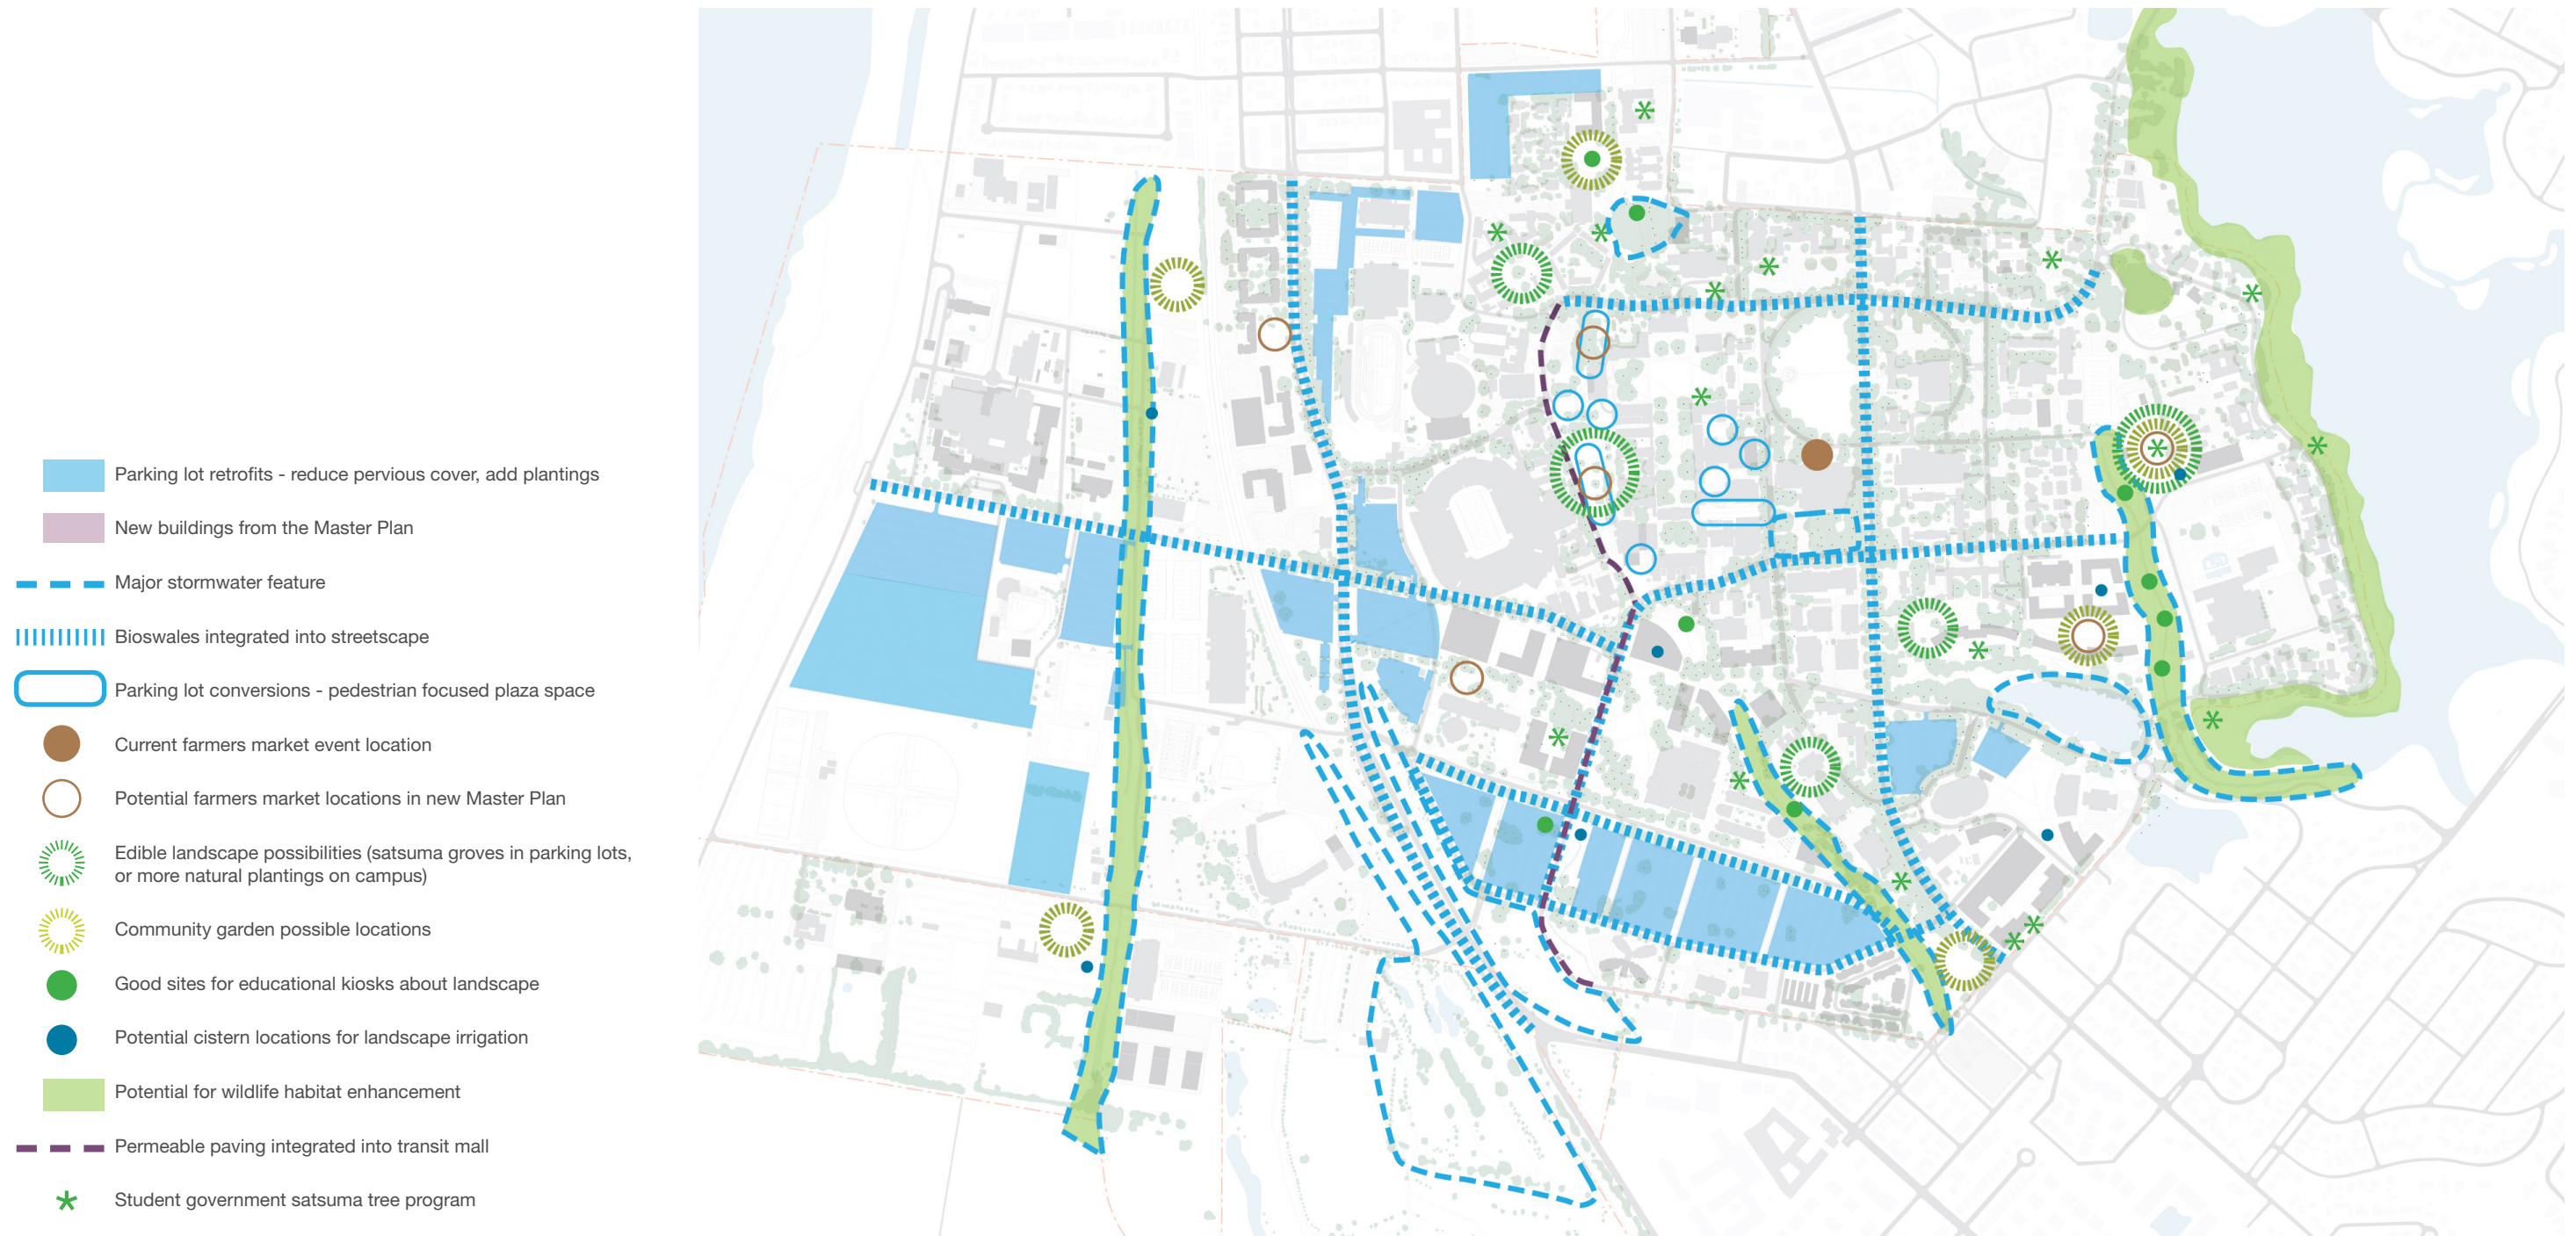 Parking lot retrofits - reduce pervious cover, add plantings
New buildings from the Master Plan
Major stormwater feature
Bioswales integrated into streetscape
Parking lot conversions - pedestrian focused plaza space
Current farmers market event location
Potential farmers market locations in new Master Plan
Edible landscape possibilities (satsuma groves in parking lots,
or more natural plantings on campus)
Community garden possible locations
Good sites for educational kiosks about landscape
Potential cistern locations for landscape irrigation
Potential for wildlife habitat enhancement
Permeable paving integrated into transit mall
Student government satsuma tree program